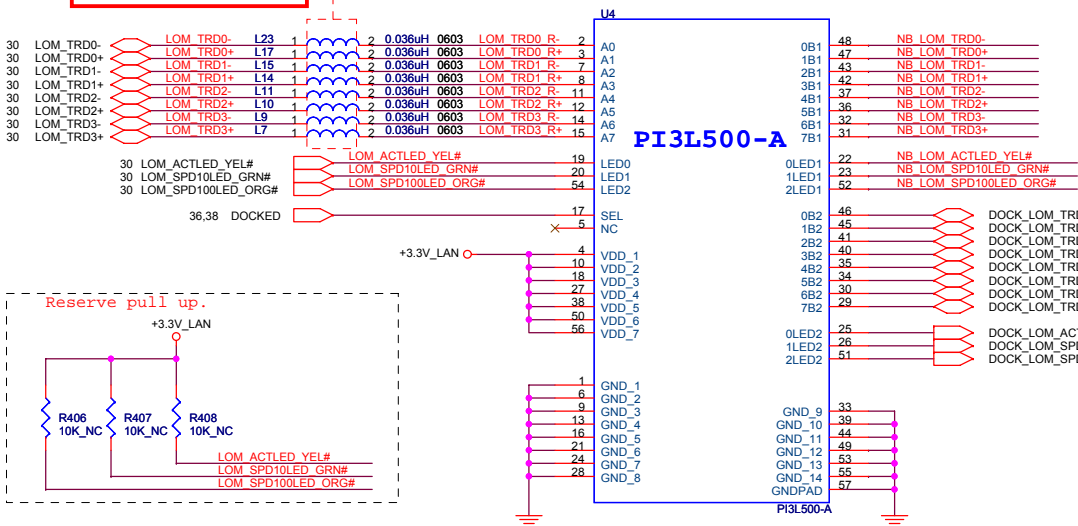 U4
30 LOM_TRD0- LOM_TRD0- L23 1 2 0.036uH 0603 LOM_TRD0_R- 2 A0 0B1 48 NB_LOM_TRD0-
30 LOM_TRD0+ LOM_TRD0+ L17 1 2 0.036uH 0603 LOM_TRD0_R+ 3 A1 1B1 47 NB_LOM_TRD0+
30 LOM_TRD1- LOM_TRD1- L15 1 2 0.036uH 0603 LOM_TRD1_R- 7 A2 2B1 43 NB_LOM_TRD1-
30 LOM_TRD1+ LOM_TRD1+ L14 1 2 0.036uH 0603 LOM_TRD1_R+ 8 A3 3B1 42 NB_LOM_TRD1+
30 LOM_TRD2- LOM_TRD2- L11 1 2 0.036uH 0603 LOM_TRD2_R- 11 A4 4B1 37 NB_LOM_TRD2-
30 LOM_TRD2+ LOM_TRD2+ L10 1 2 0.036uH 0603 LOM_TRD2_R+ 12 A5 5B1 36 NB_LOM_TRD2+
30 LOM_TRD3- LOM_TRD3- L9 1 2 0.036uH 0603 LOM_TRD3_R- 14 A6 6B1 32 NB_LOM_TRD3-
30 LOM_TRD3+ LOM_TRD3+ L7 1 2 0.036uH 0603 LOM_TRD3_R+ 15 A7 7B1 31 NB_LOM_TRD3+
PI3L500-A
30 LOM_ACTLED_YEL# LOM_ACTLED_YEL# 19 LED0 0LED1 22 NB_LOM_ACTLED_YEL#
30 LOM_SPD10LED_GRN# LOM_SPD10LED_GRN# 20 LED1 1LED1 23 NB_LOM_SPD10LED_GRN#
30 LOM_SPD100LED_ORG# LOM_SPD100LED_ORG# 54 LED2 2LED1 52 NB_LOM_SPD100LED_ORG#
36,38 DOCKED 17 SEL 0B2 46 DOCK_LOM_TR
5 NC 1B2 45 DOCK_LOM_TR
2B2 41 DOCK_LOM_TR
+3.3V_LAN 4 VDD_1 3B2 40 DOCK_LOM_TR
10 VDD_2 4B2 35 DOCK_LOM_TR
18 VDD_3 5B2 34 DOCK_LOM_TR
27 VDD_4 6B2 30 DOCK_LOM_TR
38 VDD_5 7B2 29 DOCK_LOM_TR
50 VDD_6
56 VDD_7 0LED2 25 DOCK_LOM_AC
1LED2 26 DOCK_LOM_SP
2LED2 51 DOCK_LOM_SP
Reserve pull up.
+3.3V_LAN
R406 10K_NC
R407 10K_NC
R408 10K_NC
LOM_ACTLED_YEL#
LOM_SPD10LED_GRN#
LOM_SPD100LED_ORG#
1 GND_1
6 GND_2
9 GND_3 GND_9 33
13 GND_4 GND_10 39
16 GND_5 GND_11 44
21 GND_6 GND_12 49
24 GND_7 GND_13 53
28 GND_8 GND_14 55
GNDPAD 57
PI3L500-A